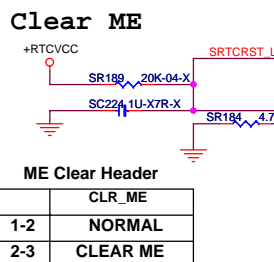 Clear ME
+RTCVCC
SRTCRST_L
SR189 20K-04-X
SC224 1U-X7R-X
SR184 4.7
ME Clear Header
CLR_ME
1-2 NORMAL
2-3 CLEAR ME